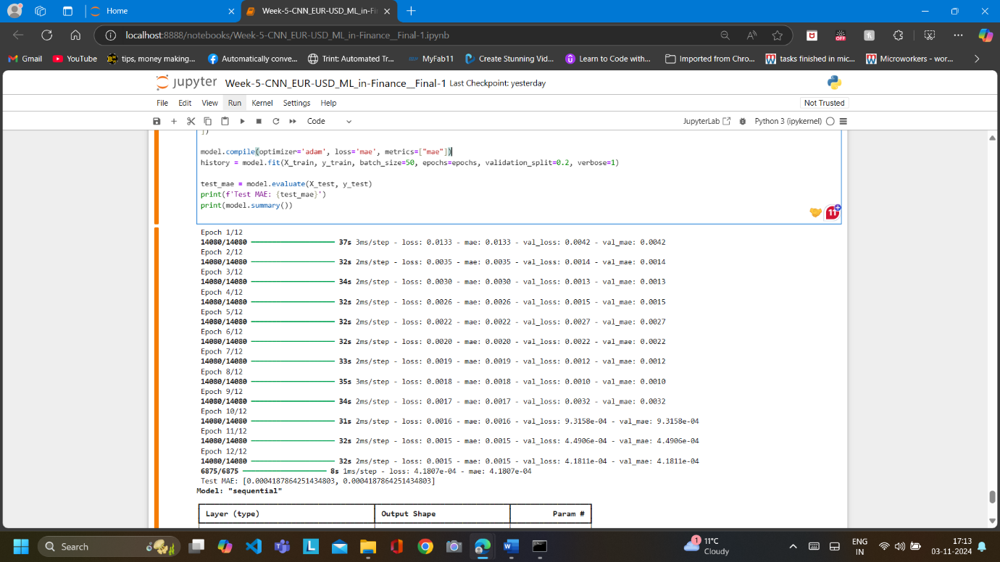 Home
Week-5-CNN_EUR-USD_ML_in-Fin
localhost:8888/notebooks/Week-5-CNN_EUR-USD_ML_in-Finance__Final-1.ipynb
OFF
Gmail
YouTube
tips, money making...
Automatically conve...
Trint: Automated Tr...
MyFab11
Create Stunning Vid...
Learn to Code with...
Imported from Chro...
tasks finished in mic...
Microworkers - wor...
jupyter Week-5-CNN_EUR-USD_ML_in-Finance__Final-1 Last Checkpoint: yesterday
File Edit View Run Kernel Settings Help
Not Trusted
Code
JupyterLab
Python 3 (ipykernel)
])
model.compile(optimizer='adam', loss='mae', metrics=["mae"])
history = model.fit(X_train, y_train, batch_size=50, epochs=epochs, validation_split=0.2, verbose=1)
test_mae = model.evaluate(X_test, y_test)
print(f'Test MAE: {test_mae}')
print(model.summary())
11
Epoch 1/12
14080/14080 37s 3ms/step - loss: 0.0133 - mae: 0.0133 - val_loss: 0.0042 - val_mae: 0.0042
Epoch 2/12
14080/14080 32s 2ms/step - loss: 0.0035 - mae: 0.0035 - val_loss: 0.0014 - val_mae: 0.0014
Epoch 3/12
14080/14080 34s 2ms/step - loss: 0.0030 - mae: 0.0030 - val_loss: 0.0013 - val_mae: 0.0013
Epoch 4/12
14080/14080 32s 2ms/step - loss: 0.0026 - mae: 0.0026 - val_loss: 0.0015 - val_mae: 0.0015
Epoch 5/12
14080/14080 32s 2ms/step - loss: 0.0022 - mae: 0.0022 - val_loss: 0.0027 - val_mae: 0.0027
Epoch 6/12
14080/14080 32s 2ms/step - loss: 0.0020 - mae: 0.0020 - val_loss: 0.0022 - val_mae: 0.0022
Epoch 7/12
14080/14080 33s 2ms/step - loss: 0.0019 - mae: 0.0019 - val_loss: 0.0012 - val_mae: 0.0012
Epoch 8/12
14080/14080 35s 3ms/step - loss: 0.0018 - mae: 0.0018 - val_loss: 0.0010 - val_mae: 0.0010
Epoch 9/12
14080/14080 34s 2ms/step - loss: 0.0017 - mae: 0.0017 - val_loss: 0.0032 - val_mae: 0.0032
Epoch 10/12
14080/14080 31s 2ms/step - loss: 0.0016 - mae: 0.0016 - val_loss: 9.3158e-04 - val_mae: 9.3158e-04
Epoch 11/12
14080/14080 32s 2ms/step - loss: 0.0015 - mae: 0.0015 - val_loss: 4.4906e-04 - val_mae: 4.4906e-04
Epoch 12/12
14080/14080 32s 2ms/step - loss: 0.0015 - mae: 0.0015 - val_loss: 4.1811e-04 - val_mae: 4.1811e-04
6875/6875 8s 1ms/step - loss: 4.1807e-04 - mae: 4.1807e-04
Test MAE: [0.0004187864251434803, 0.0004187864251434803]
Model: "sequential"
Layer (type) Output Shape Param #
Search
1
11°C
Cloudy
ENG
IN
17:13
03-11-2024